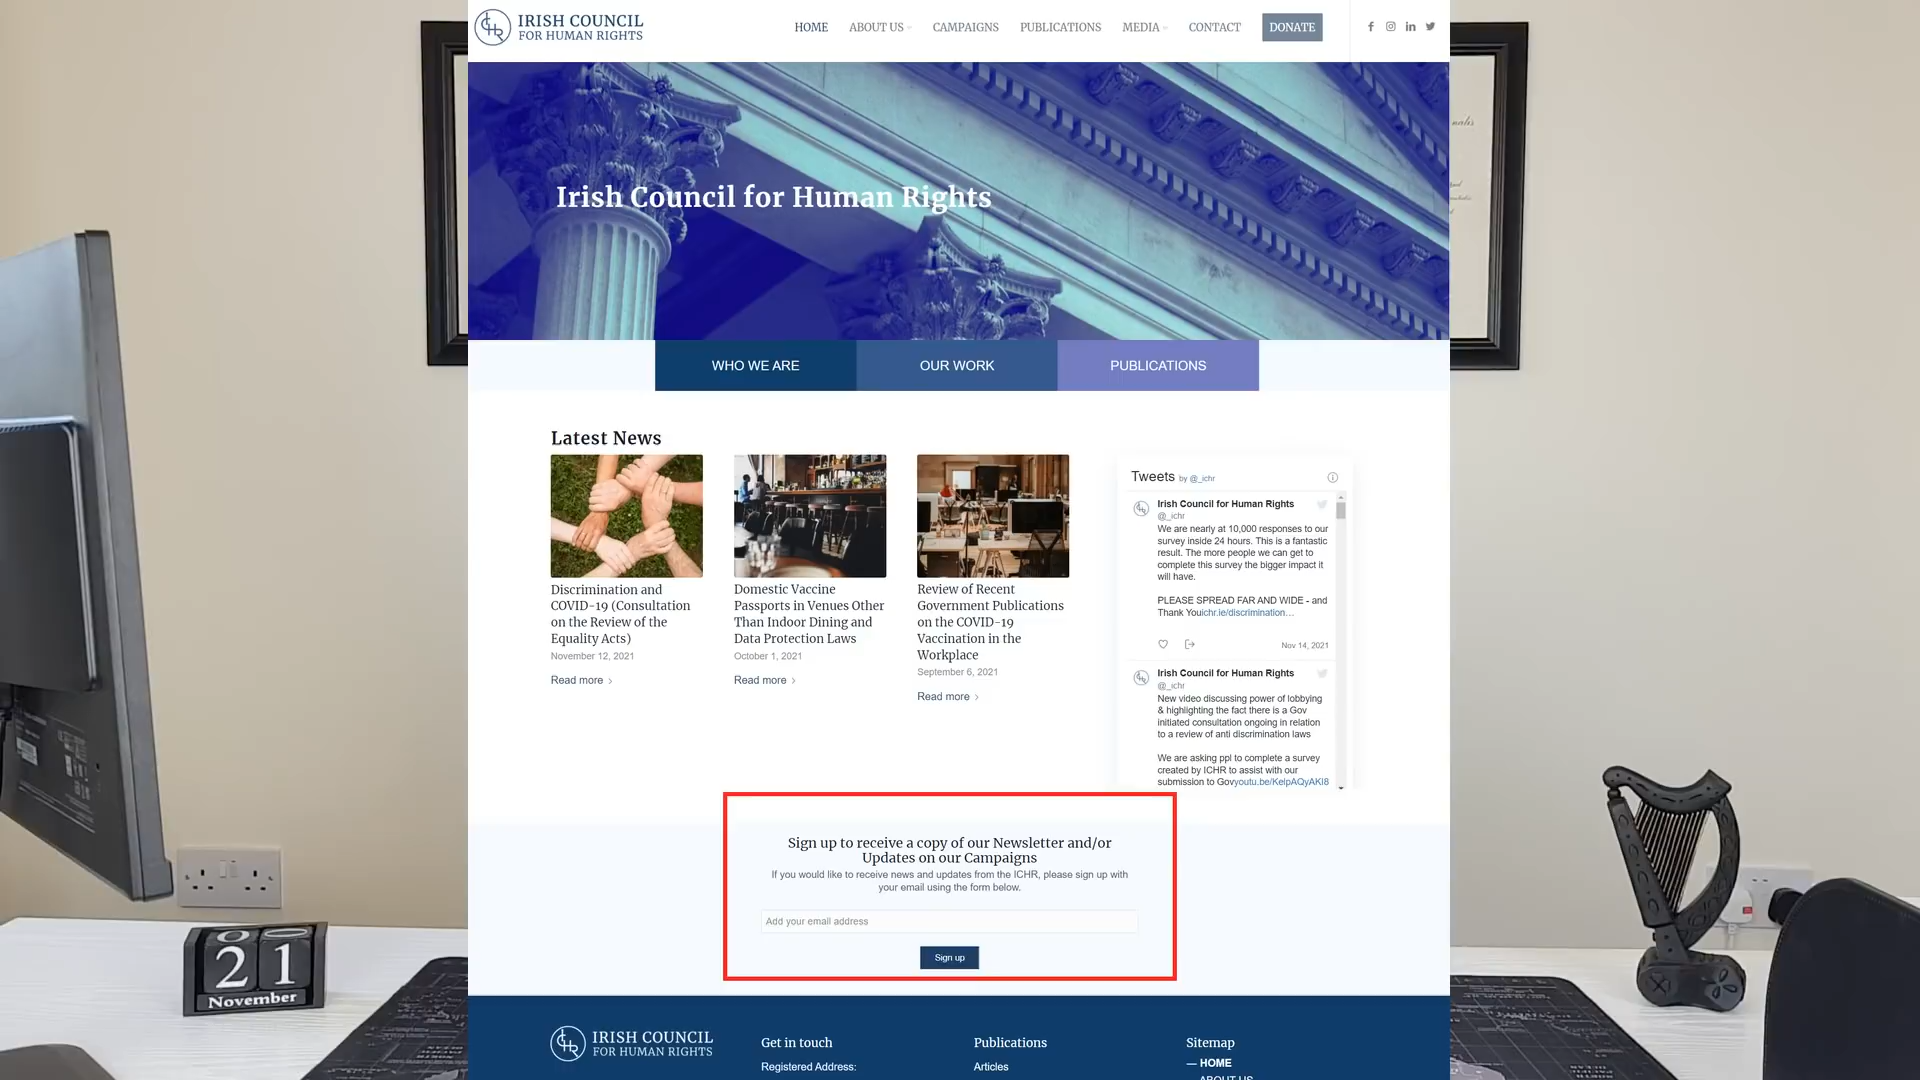 IRISH COUNCIL
FOR HUMAN RIGHTS
HOME ABOUT US CAMPAIGNS PUBLICATIONS MEDIA CONTACT DONATE
Irish Council for Human Rights
WHO WE ARE OUR WORK PUBLICATIONS
Latest News
Discrimination and
COVID-19 (Consultation
on the Review of the
Equality Acts)
November 12, 2021
Read more
Domestic Vaccine
Passports in Venues Other
Than Indoor Dining and
Data Protection Laws
October 1, 2021
Read more
Review of Recent
Government Publications
on the COVID-19
Vaccination in the
Workplace
September 6, 2021
Read more
Tweets by @_ichr
Irish Council for Human Rights
@_ichr
We are nearly at 10,000 responses to our
survey inside 24 hours. This is a fantastic
result. The more people we can get to
complete this survey the bigger impact it
will have.
PLEASE SPREAD FAR AND WIDE - and
Thank Youichr.ie/discrimination…
Nov 14, 2021
Irish Council for Human Rights
@_ichr
New video discussing power of lobbying
& highlighting the fact there is a Gov
initiated consultation ongoing in relation
to a review of anti discrimination laws
We are asking ppl to complete a survey
created by ICHR to assist with our
submission to Govyoutu.be/KelpAQyAKl8
Sign up to receive a copy of our Newsletter and/or
Updates on our Campaigns
If you would like to receive news and updates from the ICHR, please sign up with
your email using the form below.
Add your email address
Sign up
IRISH COUNCIL
FOR HUMAN RIGHTS
Get in touch
Registered Address:
Publications
Articles
Sitemap
— HOME
ABOUT US
21
November